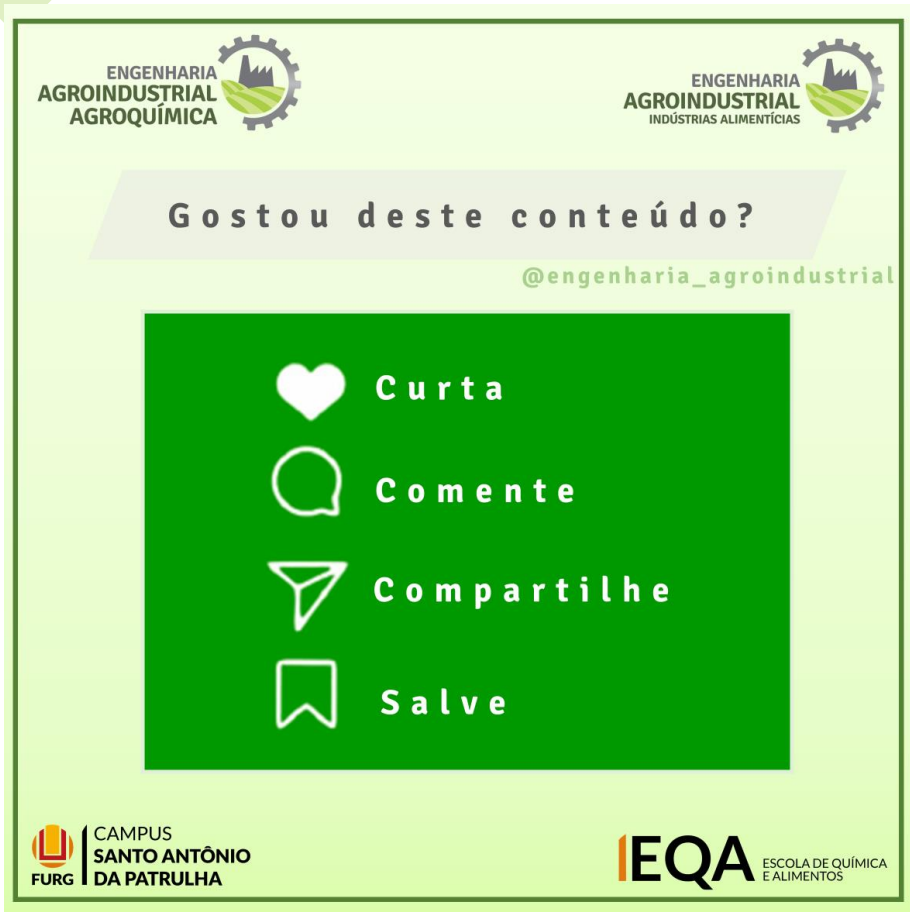 ENGENHARIA
AGROINDUSTRIAL
AGROQUÍMICA
ENGENHARIA
AGROINDUSTRIAL
INDÚSTRIAS ALIMENTÍCIAS
Gostou deste conteúdo?
@engenharia_agroindustrial
Curta
Comente
Compartilhe
Salve
FURG
CAMPUS
SANTO ANTÔNIO
DA PATRULHA
EQA
ESCOLA DE QUÍMICA
E ALIMENTOS